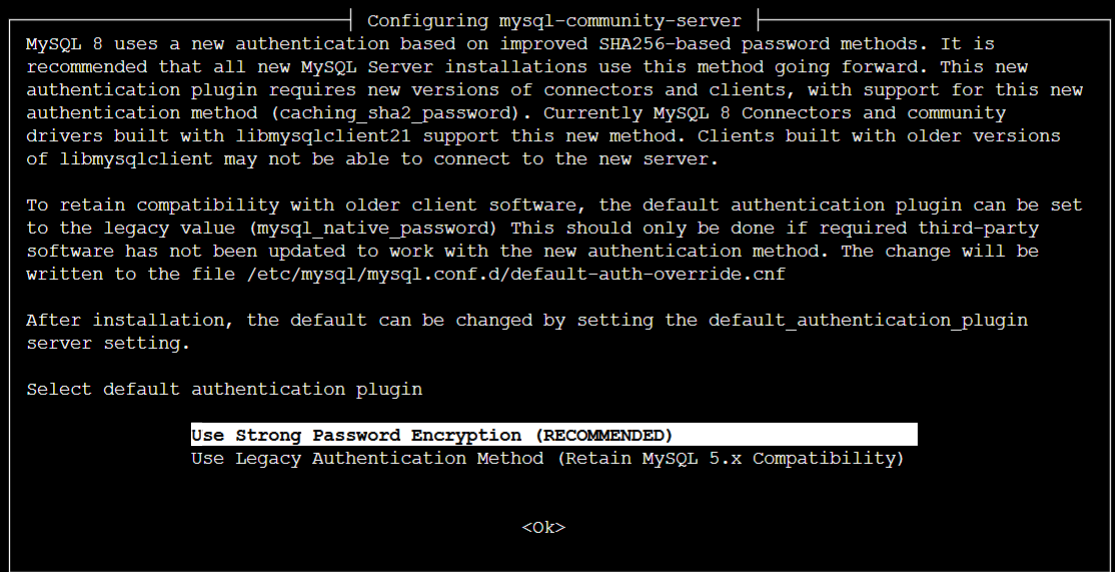 Configuring mysql-community-server
MySQL 8 uses a new authentication based on improved SHA256-based password methods. It is
recommended that all new MySQL Server installations use this method going forward. This new
authentication plugin requires new versions of connectors and clients, with support for this new
authentication method (caching_sha2_password). Currently MySQL 8 Connectors and community
drivers built with libmysqlclient21 support this new method. Clients built with older versions
of libmysqlclient may not be able to connect to the new server.
To retain compatibility with older client software, the default authentication plugin can be set
to the legacy value (mysql_native_password) This should only be done if required third-party
software has not been updated to work with the new authentication method. The change will be
written to the file /etc/mysql/mysql.conf.d/default-auth-override.cnf
After installation, the default can be changed by setting the default_authentication_plugin
server setting.
Select default authentication plugin
Use Strong Password Encryption (RECOMMENDED)
Use Legacy Authentication Method (Retain MySQL 5.x Compatibility)
<Ok>